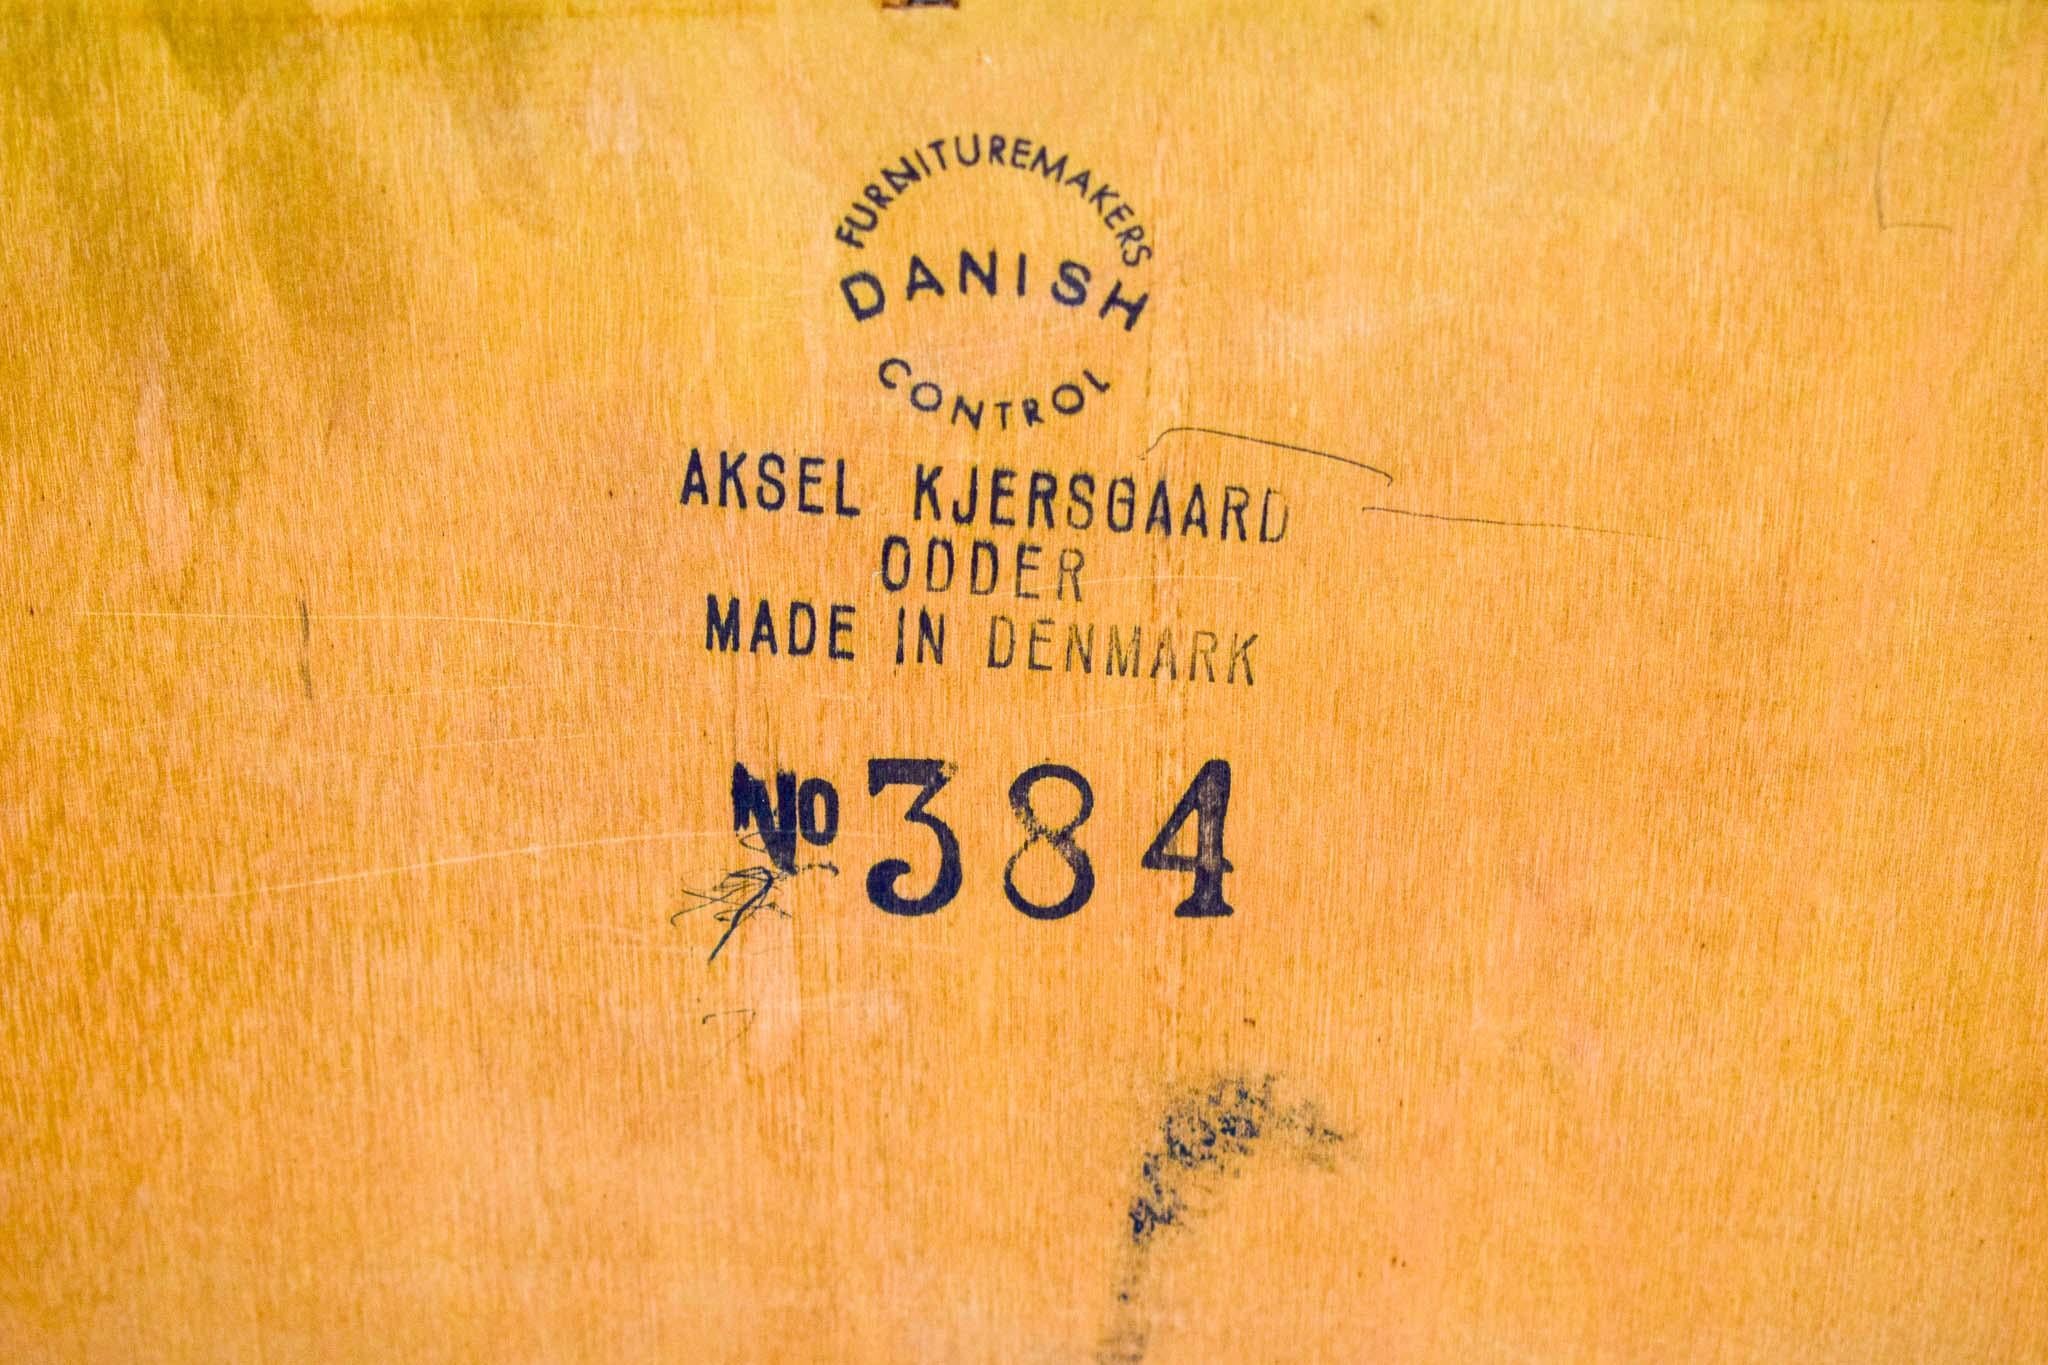 FURNITUREMAKERS
DANISH
CONTROL
AKSEL KJERSGAARD
ODDER
MADE IN DENMARK
No 384